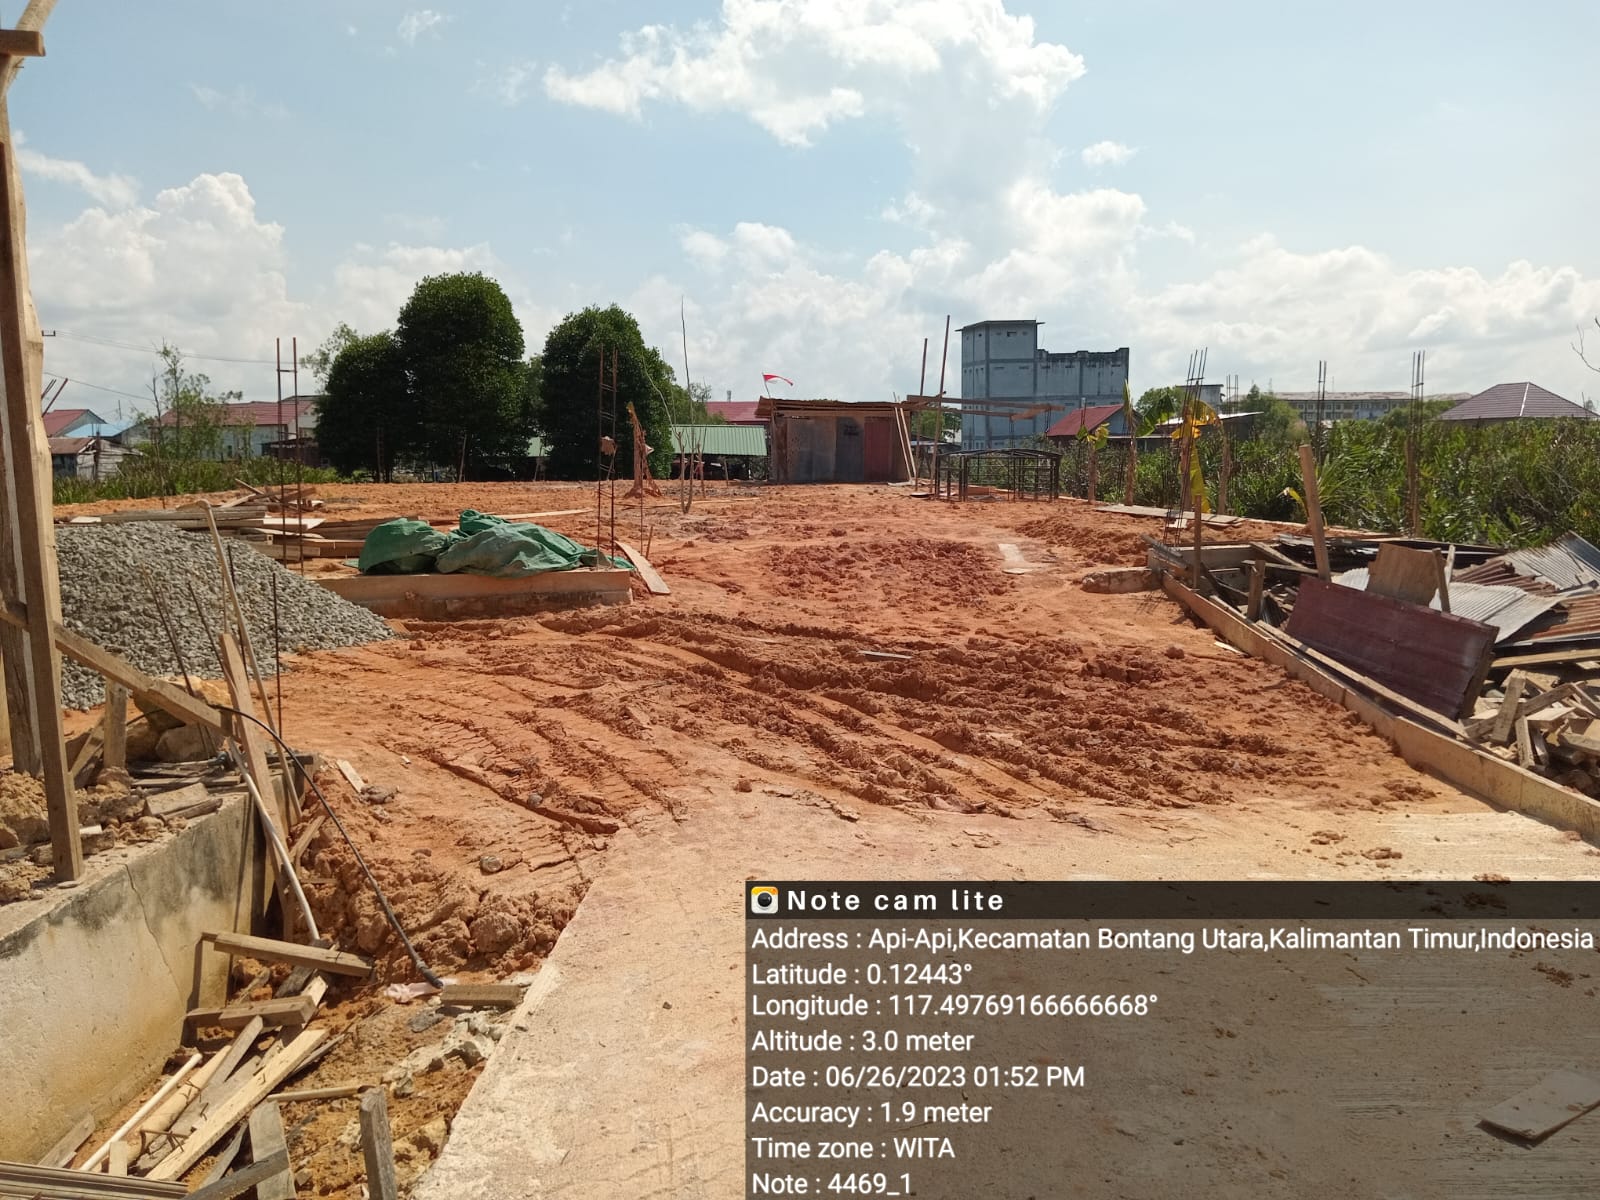 Note cam lite
Address : Api-Api,Kecamatan Bontang Utara,Kalimantan Timur,Indonesia
Latitude : 0.12443°
Longitude : 117.49769166666668°
Altitude : 3.0 meter
Date : 06/26/2023 01:52 PM
Accuracy : 1.9 meter
Time zone : WITA
Note : 4469_1